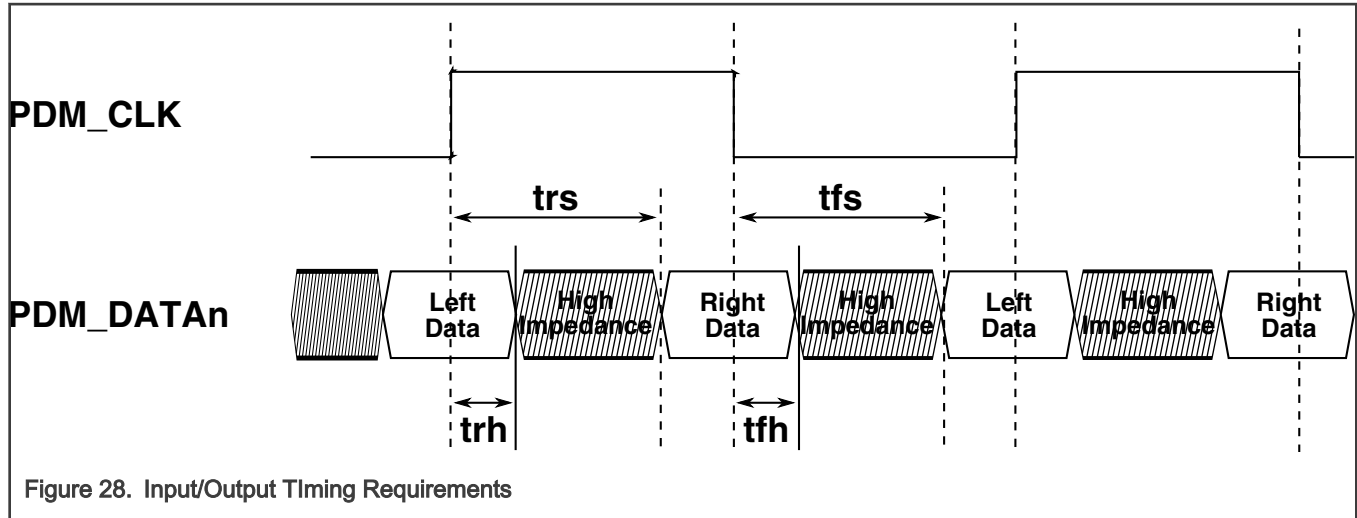 PDM_CLK
trs
tfs
PDM_DATAn
Left
Data
High
Impedance
Right
Data
High
Impedance
Left
Data
High
Impedance
Right
Data
trh
tfh
Figure 28. Input/Output TIming Requirements